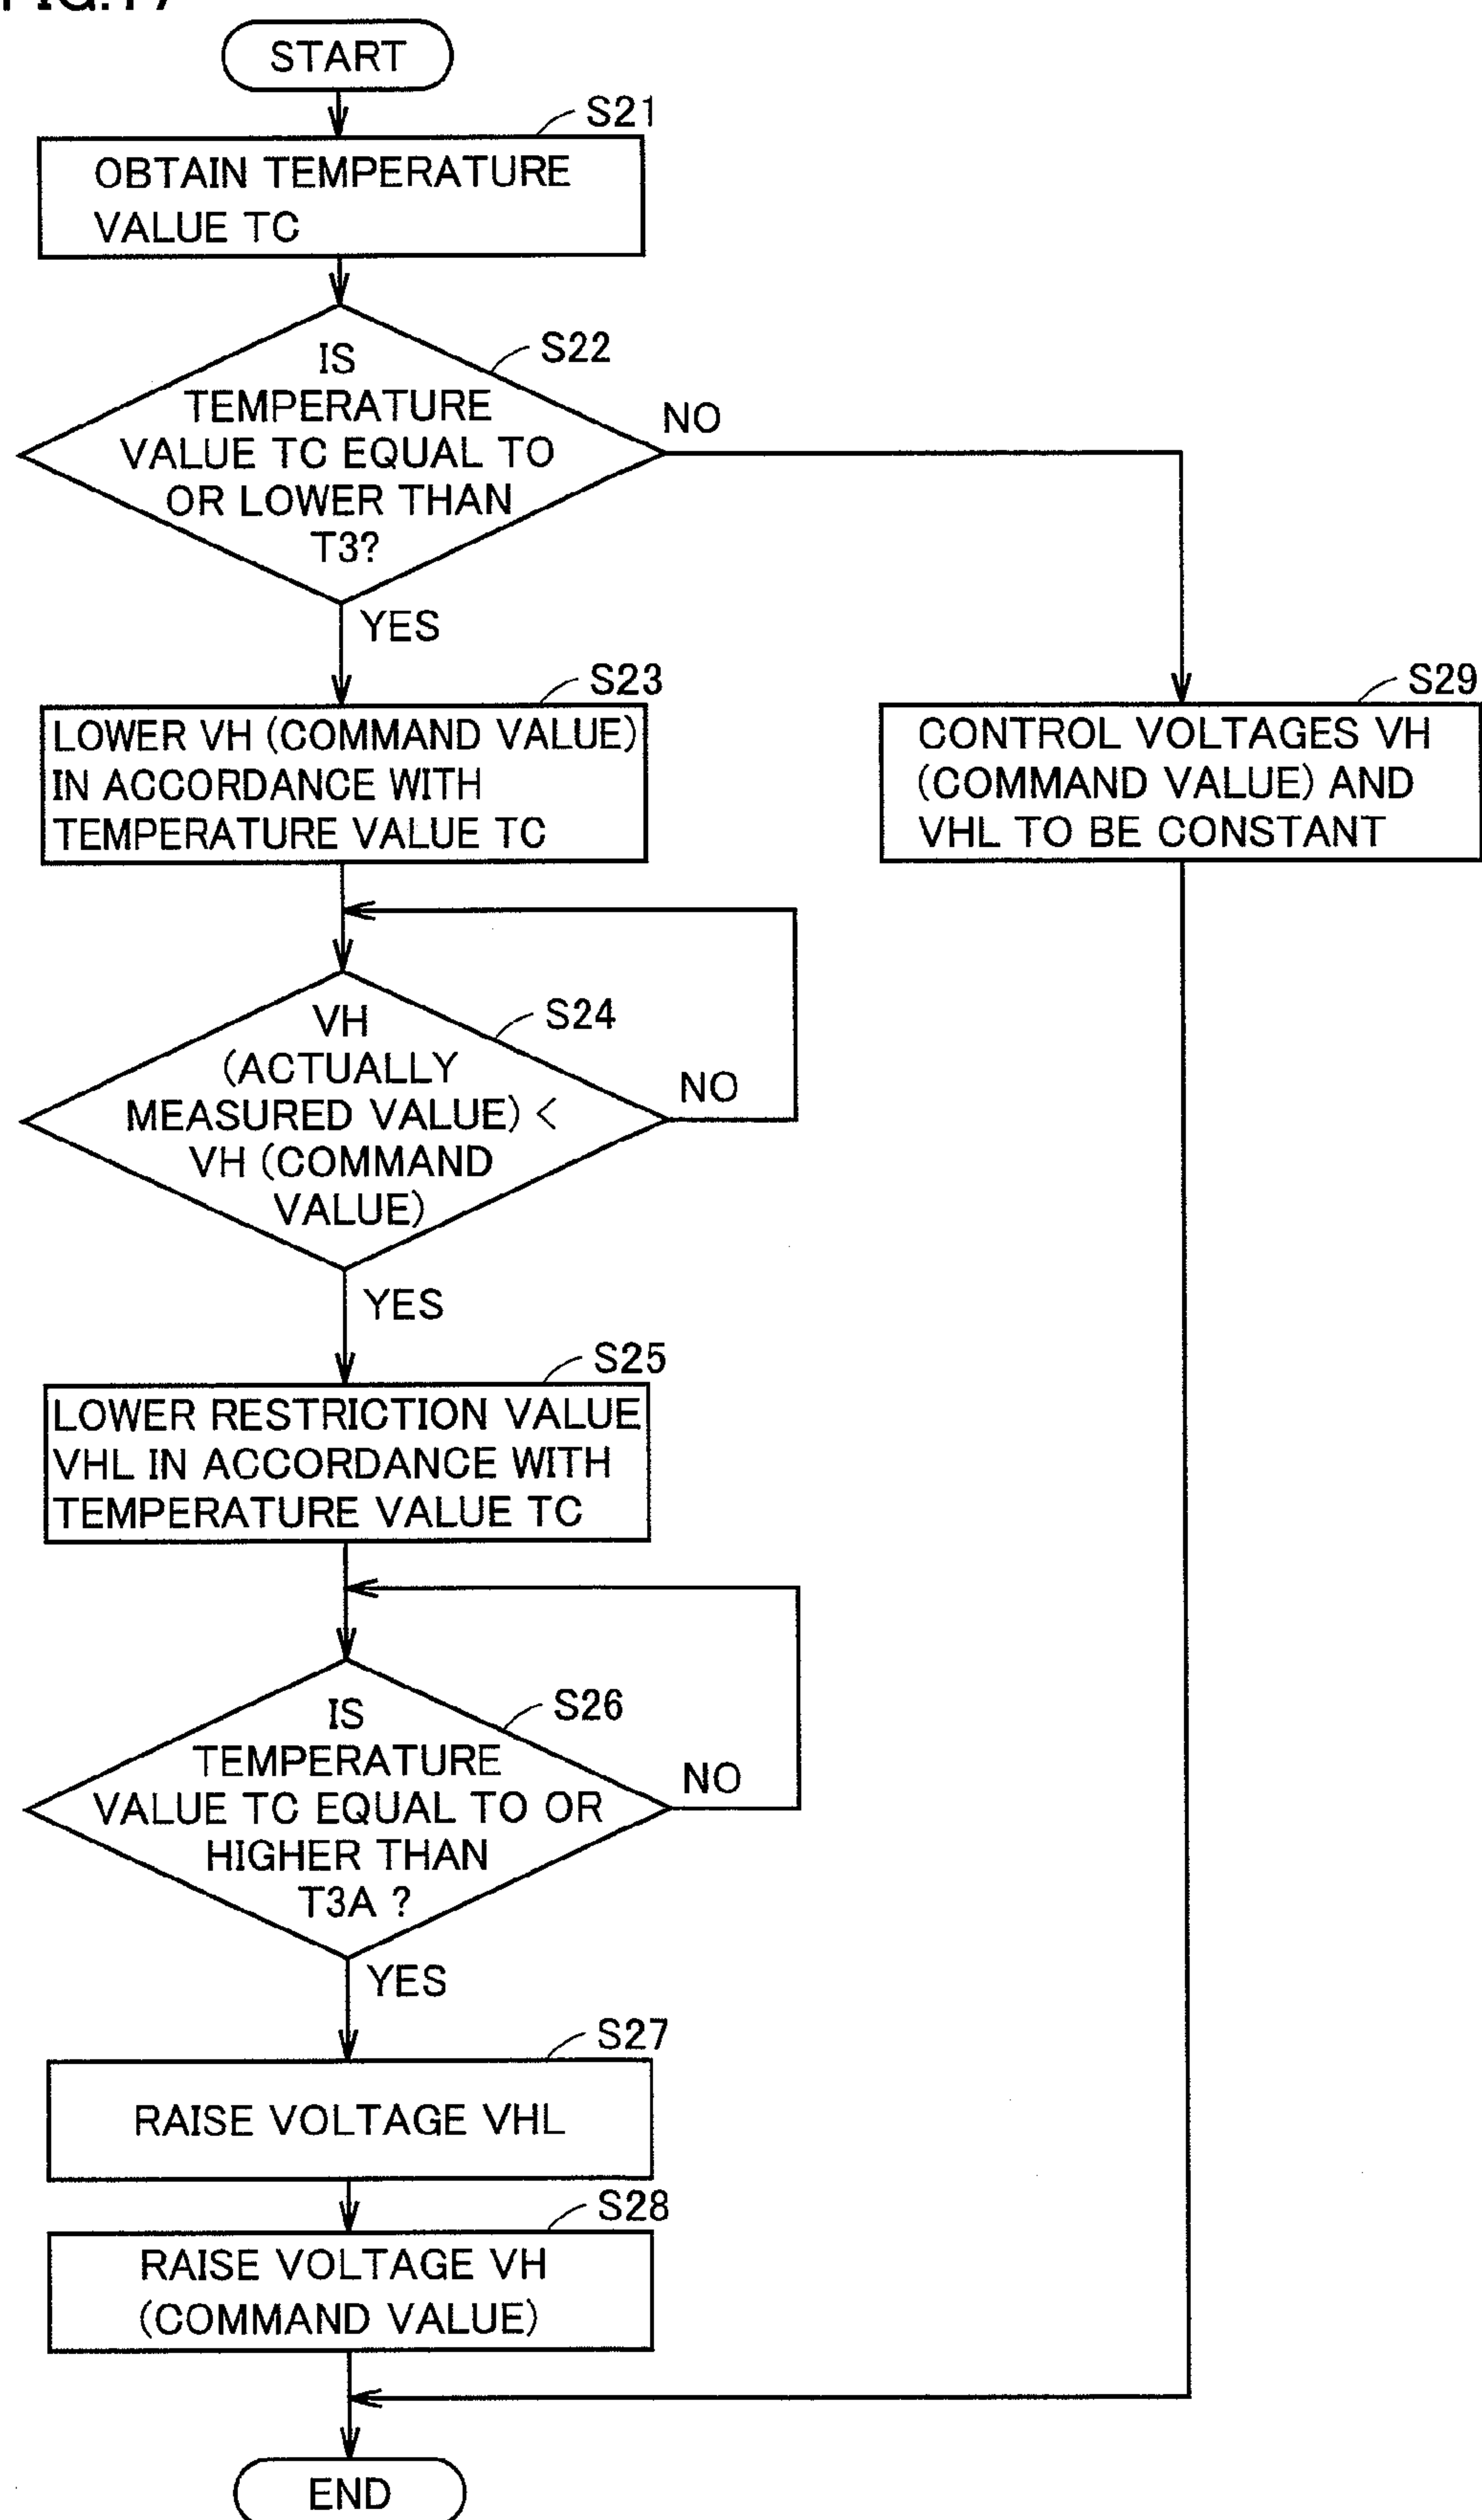 START
S21
OBTAIN TEMPERATURE
VALUE TC
S22
IS
TEMPERATURE
VALUE TC EQUAL TO
OR LOWER THAN
T3?
NO
YES
S23
LOWER VH (COMMAND VALUE)
IN ACCORDANCE WITH
TEMPERATURE VALUE TC
S29
CONTROL VOLTAGES VH
(COMMAND VALUE) AND
VHL TO BE CONSTANT
S24
VH
(ACTUALLY
MEASURED VALUE) <
VH (COMMAND
VALUE)
NO
YES
S25
LOWER RESTRICTION VALUE
VHL IN ACCORDANCE WITH
TEMPERATURE VALUE TC
S26
IS
TEMPERATURE
VALUE TC EQUAL TO OR
HIGHER THAN
T3A ?
NO
YES
S27
RAISE VOLTAGE VHL
S28
RAISE VOLTAGE VH
(COMMAND VALUE)
END